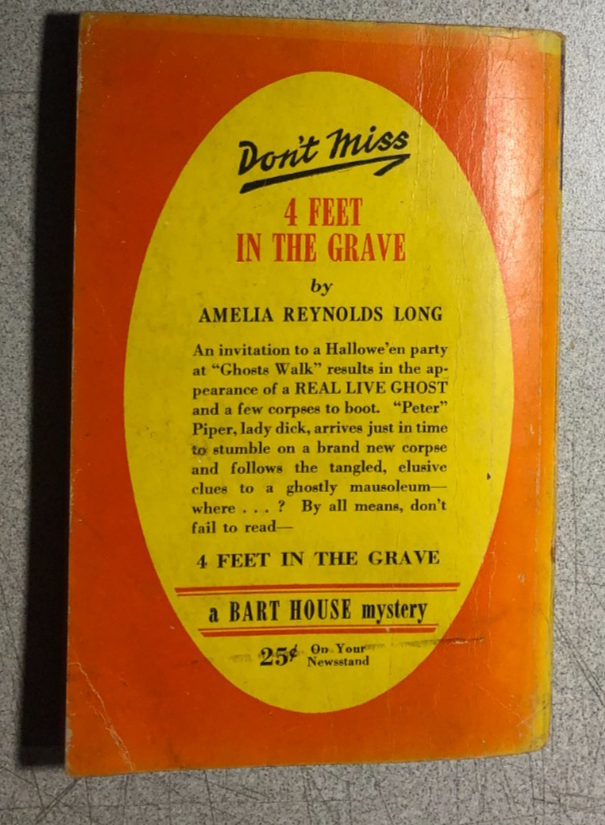 Don't Miss
4 FEET
IN THE GRAVE
by
AMELIA REYNOLDS LONG
An invitation to a Hallowe'en party
at "Ghosts Walk" results in the ap-
pearance of a REAL LIVE GHOST
and a few corpses to boot. "Peter"
Piper, lady dick, arrives just in time
to stumble on a brand new corpse
and follows the tangled, elusive
clues to a ghostly mausoleum—
where . . . ? By all means, don't
fail to read—
4 FEET IN THE GRAVE
a BART HOUSE mystery
25¢ On Your
Newsstand